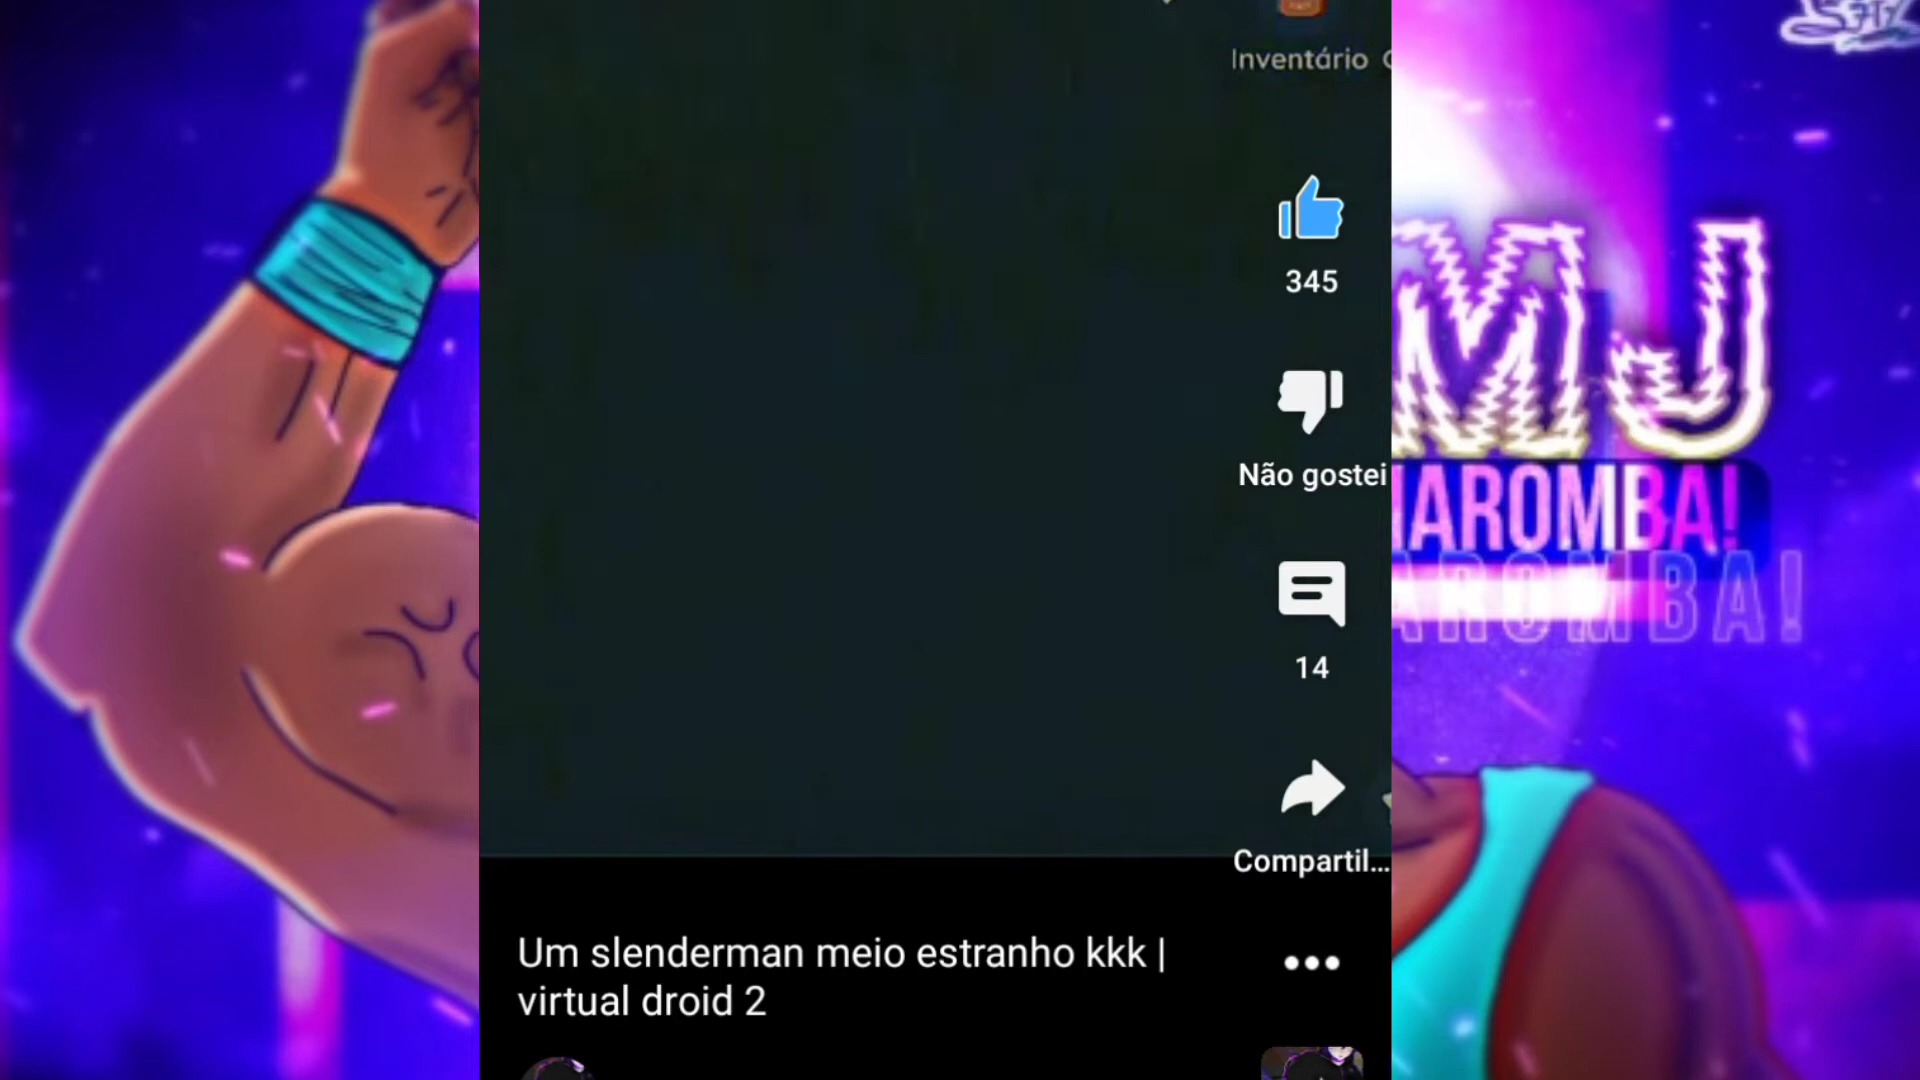 Inventário
345
Não gostei
14
Compartil...
Um slenderman meio estranho kkk |
virtual droid 2
MJ
AROMBA!
AROMBA!